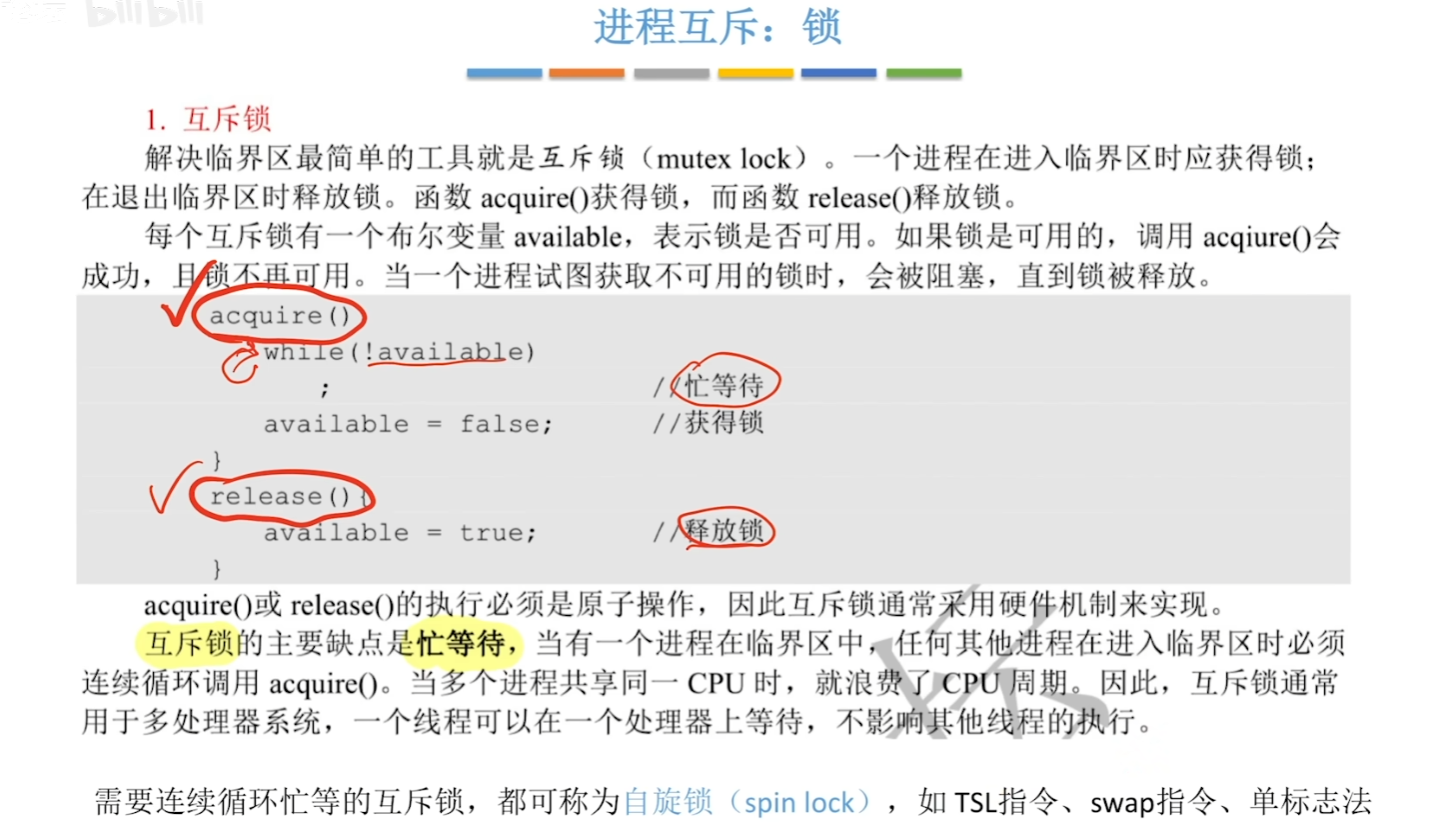 bilibili
进程互斥：锁
1. 互斥锁
解决临界区最简单的工具就是互斥锁（mutex lock）。一个进程在进入临界区时应获得锁；
在退出临界区时释放锁。函数 acquire()获得锁，而函数 release()释放锁。
每个互斥锁有一个布尔变量 available，表示锁是否可用。如果锁是可用的，调用 acqiure()会
成功，且锁不再可用。当一个进程试图获取不可用的锁时，会被阻塞，直到锁被释放。
acquire()
while(!available)
; //忙等待
available = false; //获得锁
}
release(){
available = true; //释放锁
}
acquire()或 release()的执行必须是原子操作，因此互斥锁通常采用硬件机制来实现。
互斥锁的主要缺点是忙等待，当有一个进程在临界区中，任何其他进程在进入临界区时必须
连续循环调用 acquire()。当多个进程共享同一 CPU 时，就浪费了 CPU 周期。因此，互斥锁通常
用于多处理器系统，一个线程可以在一个处理器上等待，不影响其他线程的执行。
需要连续循环忙等的互斥锁，都可称为自旋锁（spin lock），如 TSL指令、swap指令、单标志法